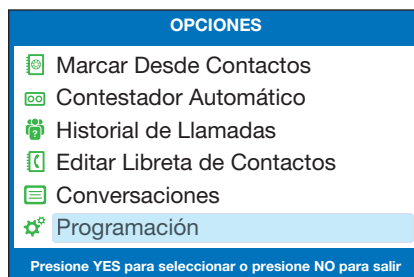 OPCIONES
Marcar Desde Contactos
Contestador Automático
Historial de Llamadas
Editar Libreta de Contactos
Conversaciones
Programación
Presione YES para seleccionar o presione NO para salir